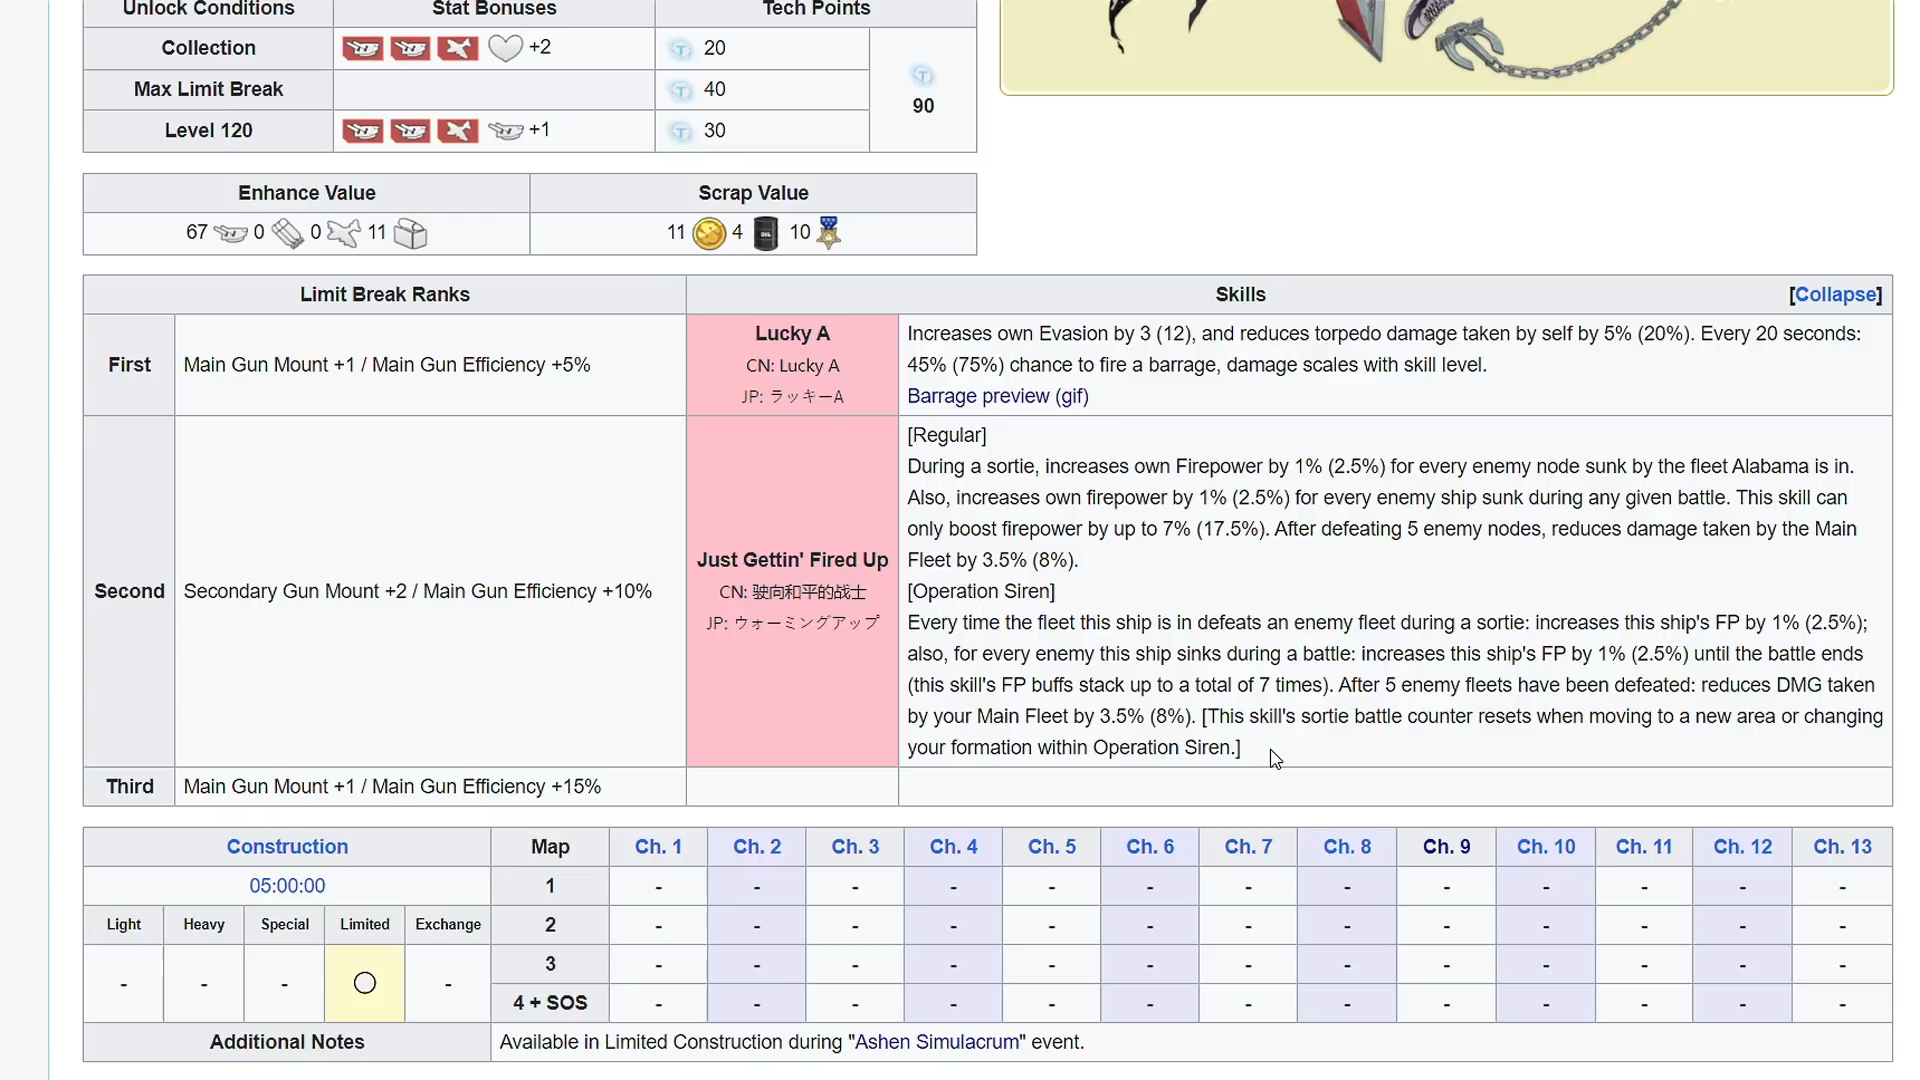 Unlock Conditions Stat Bonuses Tech Points
Collection +2 20
Max Limit Break 40
90
Level 120 +1 30
Enhance Value Scrap Value
67 0 0 11 11 4 10
Limit Break Ranks Skills [Collapse]
First Main Gun Mount +1 / Main Gun Efficiency +5%
Lucky A
CN: Lucky A
JP: ラッキーA
Increases own Evasion by 3 (12), and reduces torpedo damage taken by self by 5% (20%). Every 20 seconds:
45% (75%) chance to fire a barrage, damage scales with skill level.
Barrage preview (gif)
Second Secondary Gun Mount +2 / Main Gun Efficiency +10%
Just Gettin' Fired Up
CN: 驶向和平的战士
JP: ウォーミングアップ
[Regular]
During a sortie, increases own Firepower by 1% (2.5%) for every enemy node sunk by the fleet Alabama is in.
Also, increases own firepower by 1% (2.5%) for every enemy ship sunk during any given battle. This skill can
only boost firepower by up to 7% (17.5%). After defeating 5 enemy nodes, reduces damage taken by the Main
Fleet by 3.5% (8%).
[Operation Siren]
Every time the fleet this ship is in defeats an enemy fleet during a sortie: increases this ship's FP by 1% (2.5%);
also, for every enemy this ship sinks during a battle: increases this ship's FP by 1% (2.5%) until the battle ends
(this skill's FP buffs stack up to a total of 7 times). After 5 enemy fleets have been defeated: reduces DMG taken
by your Main Fleet by 3.5% (8%). [This skill's sortie battle counter resets when moving to a new area or changing
your formation within Operation Siren.]
Third Main Gun Mount +1 / Main Gun Efficiency +15%
Construction Map Ch. 1 Ch. 2 Ch. 3 Ch. 4 Ch. 5 Ch. 6 Ch. 7 Ch. 8 Ch. 9 Ch. 10 Ch. 11 Ch. 12 Ch. 13
05:00:00 1 - - - - - - - - - - - - -
Light Heavy Special Limited Exchange 2 - - - - - - - - - - - - -
3 - - - - - - - - - - - - -
- - - ○ -
4 + SOS - - - - - - - - - - - - -
Additional Notes Available in Limited Construction during "Ashen Simulacrum" event.